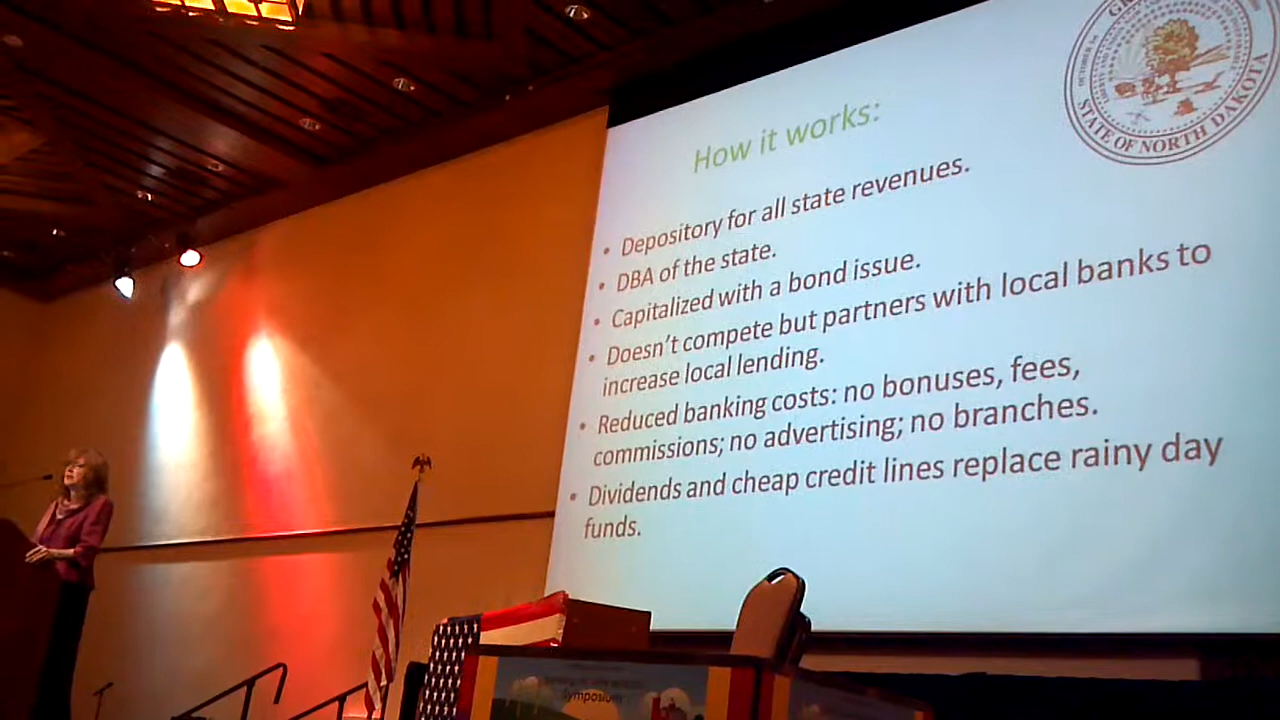 How it works:
• Depository for all state revenues.
• DBA of the state.
• Capitalized with a bond issue.
• Doesn't compete but partners with local banks to
increase local lending.
• Reduced banking costs: no bonuses, fees,
commissions; no advertising; no branches.
• Dividends and cheap credit lines replace rainy day
funds.
STATE OF NORTH DAKOTA
Symposium